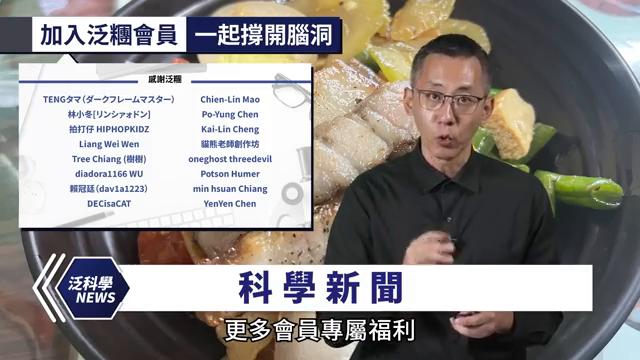 加入泛糰會員 一起撐開腦洞
感謝泛糰
TENGタマ(ダークフレームマスター) Chien-Lin Mao
林小冬[リンシァォドン] Po-Yung Chen
拍打仔 HIPHOPKIDZ Kai-Lin Cheng
Liang Wei Wen 貓熊老師創作坊
Tree Chiang (樹樹) oneghost threedevil
diadora1166 WU Potson Humer
賴冠廷(dav1a1223) min hsuan Chiang
DECisaCAT YenYen Chen
泛科學
NEWS
科學新聞
更多會員專屬福利